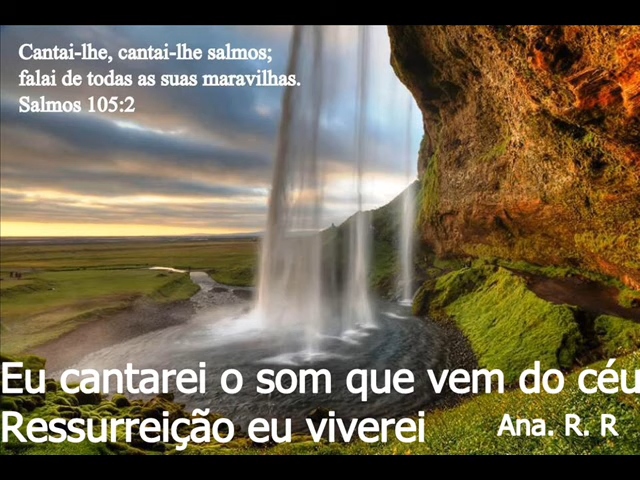 Cantai-lhe, cantai-lhe salmos;
falai de todas as suas maravilhas.
Salmos 105:2
Eu cantarei o som que vem do céu
Ressurreição eu viverei
Ana. R. R